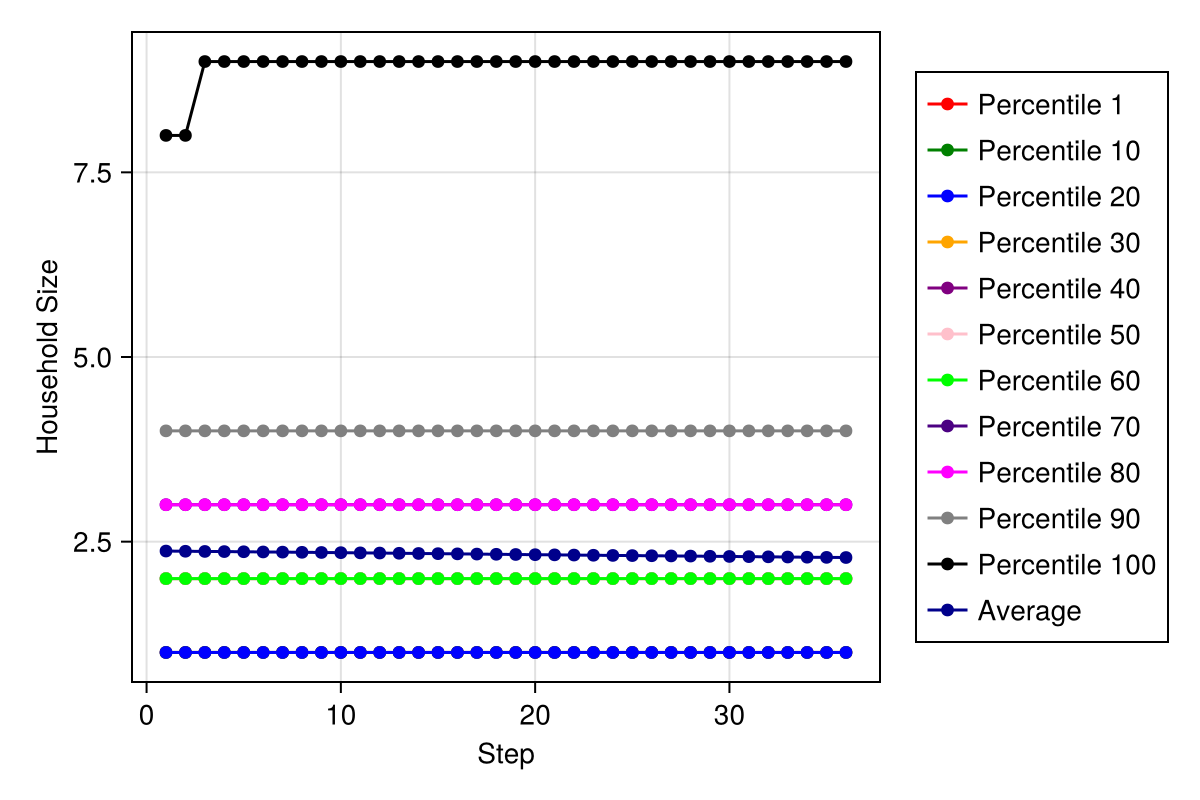 7.5
5.0
2.5
Household Size
0
10
20
30
Step
Percentile 1
Percentile 10
Percentile 20
Percentile 30
Percentile 40
Percentile 50
Percentile 60
Percentile 70
Percentile 80
Percentile 90
Percentile 100
Average